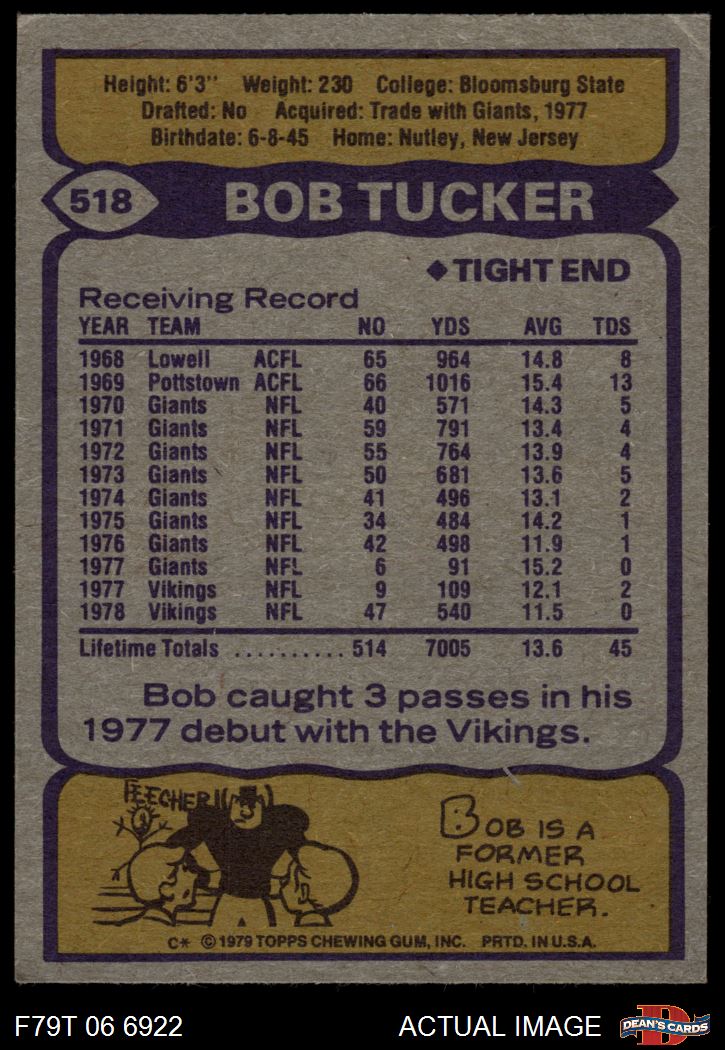 Height: 6'3" Weight: 230 College: Bloomsburg State
Drafted: No Acquired: Trade with Giants, 1977
Birthdate: 6-8-45 Home: Nutley, New Jersey
518 BOB TUCKER
◆ TIGHT END
Receiving Record
YEAR TEAM NO YDS AVG TDS
1968 Lowell ACFL 65 964 14.8 8
1969 Pottstown ACFL 66 1016 15.4 13
1970 Giants NFL 40 571 14.3 5
1971 Giants NFL 59 791 13.4 4
1972 Giants NFL 55 764 13.9 4
1973 Giants NFL 50 681 13.6 5
1974 Giants NFL 41 496 13.1 2
1975 Giants NFL 34 484 14.2 1
1976 Giants NFL 42 498 11.9 1
1977 Giants NFL 6 91 15.2 0
1977 Vikings NFL 9 109 12.1 2
1978 Vikings NFL 47 540 11.5 0
Lifetime Totals .......... 514 7005 13.6 45
Bob caught 3 passes in his
1977 debut with the Vikings.
TEECHER!
BOB IS A
FORMER
HIGH SCHOOL
TEACHER.
C* © 1979 TOPPS CHEWING GUM, INC. PRTD. IN U.S.A.
F79T 06 6922 ACTUAL IMAGE D DEAN'S CARDS